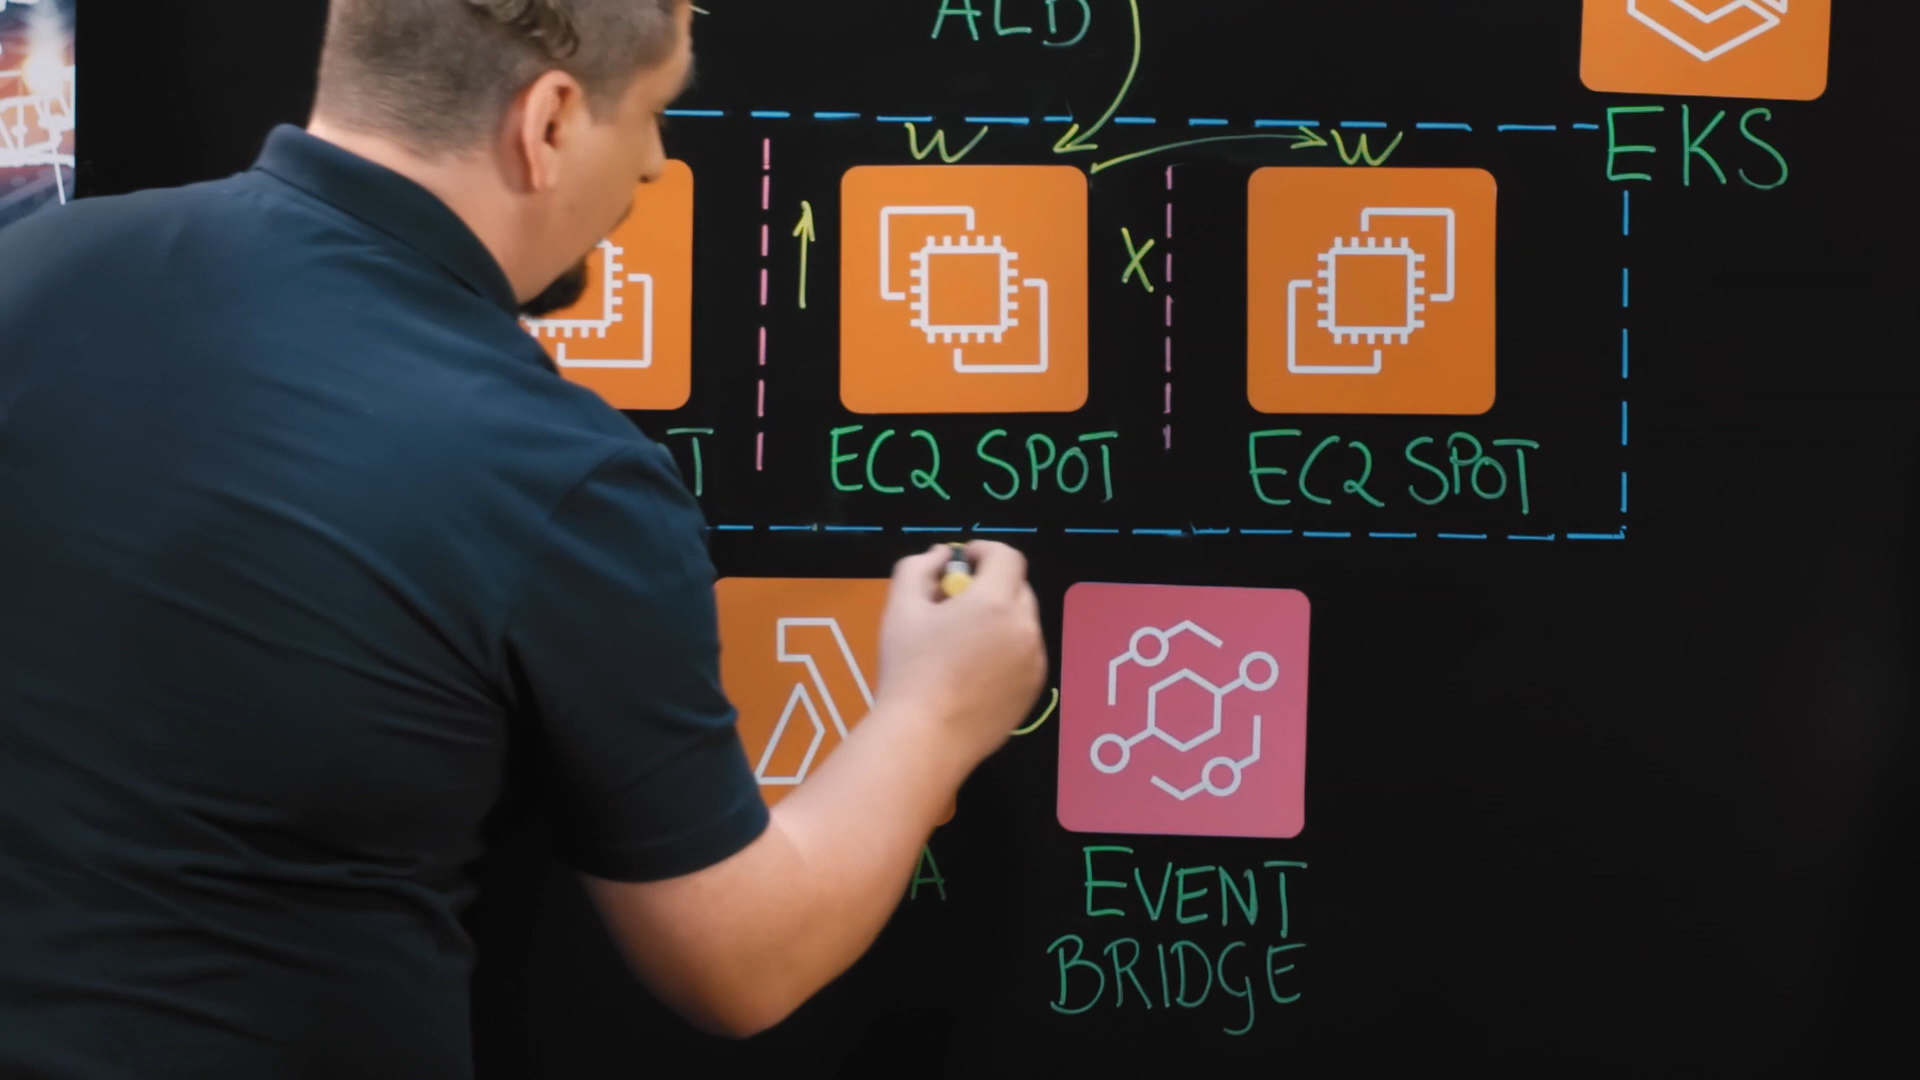 ALB
EKS
W
W
X
T
EC2 SPOT
EC2 SPOT
A
EVENT
BRIDGE